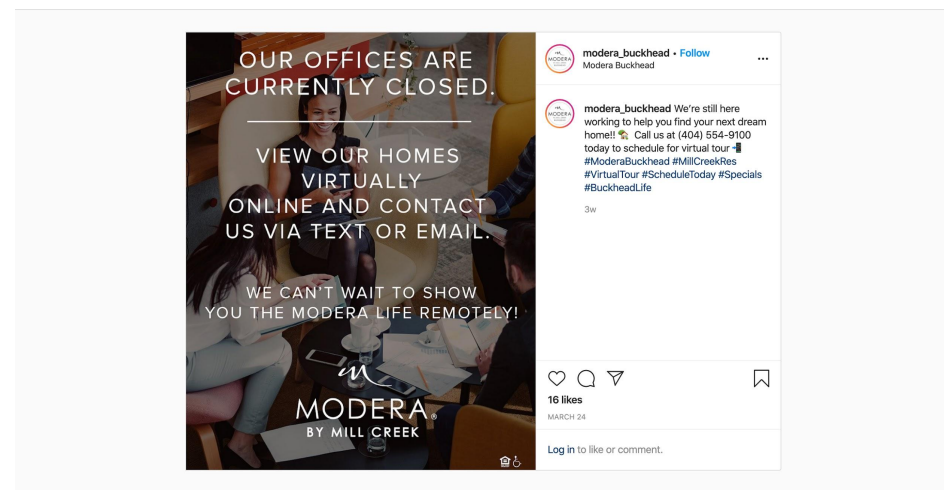 OUR OFFICES ARE
CURRENTLY CLOSED.
VIEW OUR HOMES
VIRTUALLY
ONLINE AND CONTACT
US VIA TEXT OR EMAIL.
WE CAN'T WAIT TO SHOW
YOU THE MODERA LIFE REMOTELY!
m
MODERA®
BY MILL CREEK
MODERA
modera_buckhead • Follow
Modera Buckhead
MODERA
modera_buckhead We're still here
working to help you find your next dream
home!! 🏡 Call us at (404) 554-9100
today to schedule for virtual tour 📲
#ModeraBuckhead #MillCreekRes
#VirtualTour #ScheduleToday #Specials
#BuckheadLife
3w
16 likes
MARCH 24
Log in to like or comment.